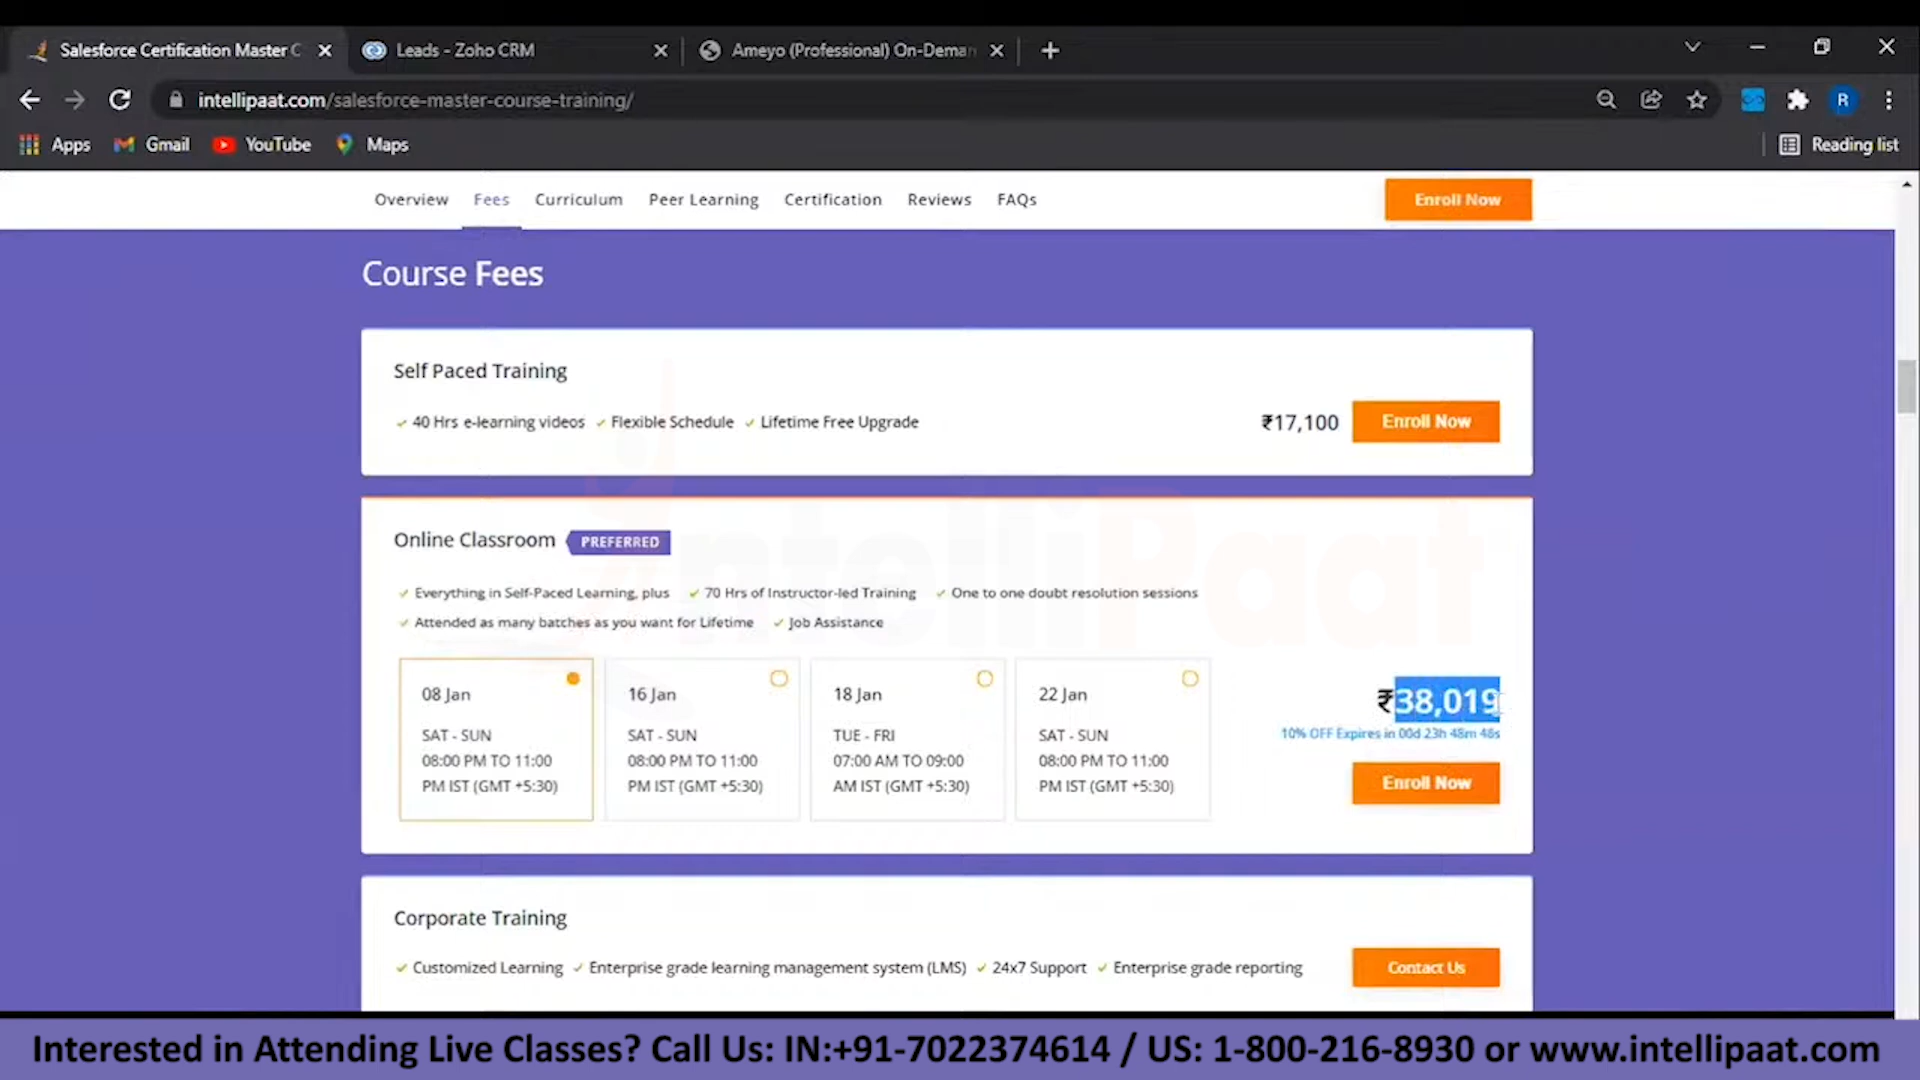 Salesforce Certification Master C
Leads - Zoho CRM
Ameyo (Professional) On-Deman
intellipaat.com/salesforce-master-course-training/
R
Apps
Gmail
YouTube
Maps
Reading list
Overview
Fees
Curriculum
Peer Learning
Certification
Reviews
FAQs
Enroll Now
Course Fees
Self Paced Training
40 Hrs e-learning videos
Flexible Schedule
Lifetime Free Upgrade
₹17,100
Enroll Now
IntelliPaat
Online Classroom
PREFERRED
Everything in Self-Paced Learning, plus
70 Hrs of Instructor-led Training
One to one doubt resolution sessions
Attended as many batches as you want for Lifetime
Job Assistance
08 Jan
SAT - SUN
08:00 PM TO 11:00
PM IST (GMT +5:30)
16 Jan
SAT - SUN
08:00 PM TO 11:00
PM IST (GMT +5:30)
18 Jan
TUE - FRI
07:00 AM TO 09:00
AM IST (GMT +5:30)
22 Jan
SAT - SUN
08:00 PM TO 11:00
PM IST (GMT +5:30)
₹38,019
10% OFF Expires in 00d 23h 48m 48s
Enroll Now
Corporate Training
Customized Learning
Enterprise grade learning management system (LMS)
24x7 Support
Enterprise grade reporting
Contact Us
Interested in Attending Live Classes? Call Us: IN:+91-7022374614 / US: 1-800-216-8930 or www.intellipaat.com